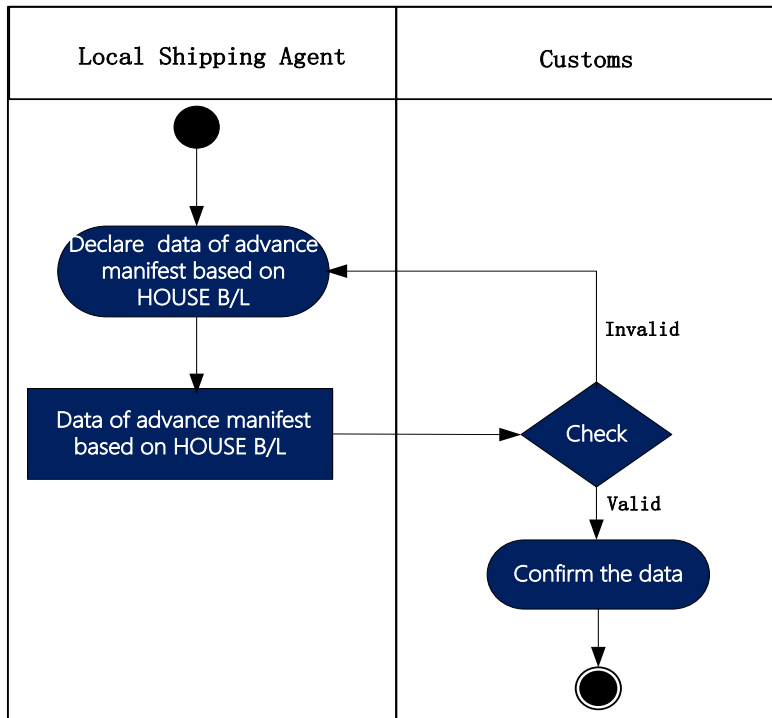 Local Shipping Agent
Customs
Declare data of advance
manifest based on
HOUSE B/L
Invalid
Data of advance manifest
based on HOUSE B/L
Check
Valid
Confirm the data